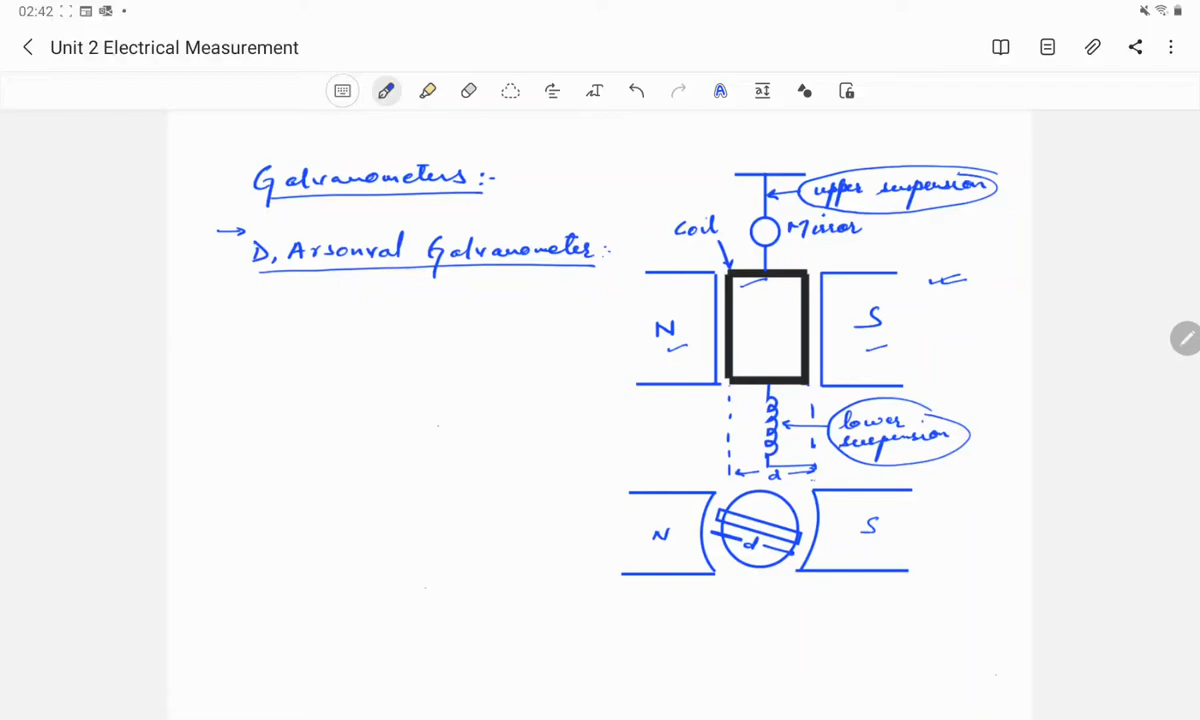 02:42
Unit 2 Electrical Measurement
Galvanometers :-
D, Arsonval Galvanometer :
upper suspension
Mirror
Coil
N
S
lower
suspension
d
N
S
d